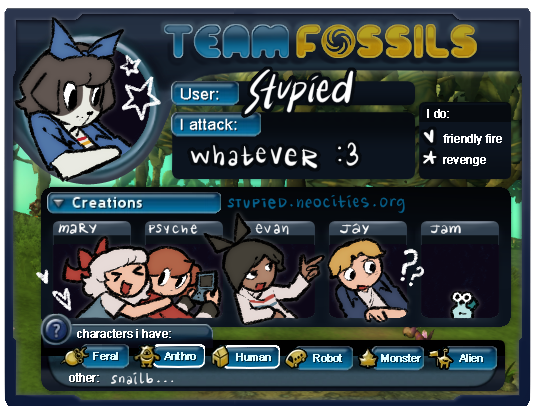 TEAM FOSSILS
User: Stupied
I attack:
whatever :3
I do:
friendly fire
revenge
Creations
stupied.neocities.org
mary psyche evan Jay Jam
??
? characters i have:
Feral Anthro Human Robot Monster Alien
other: snailb...